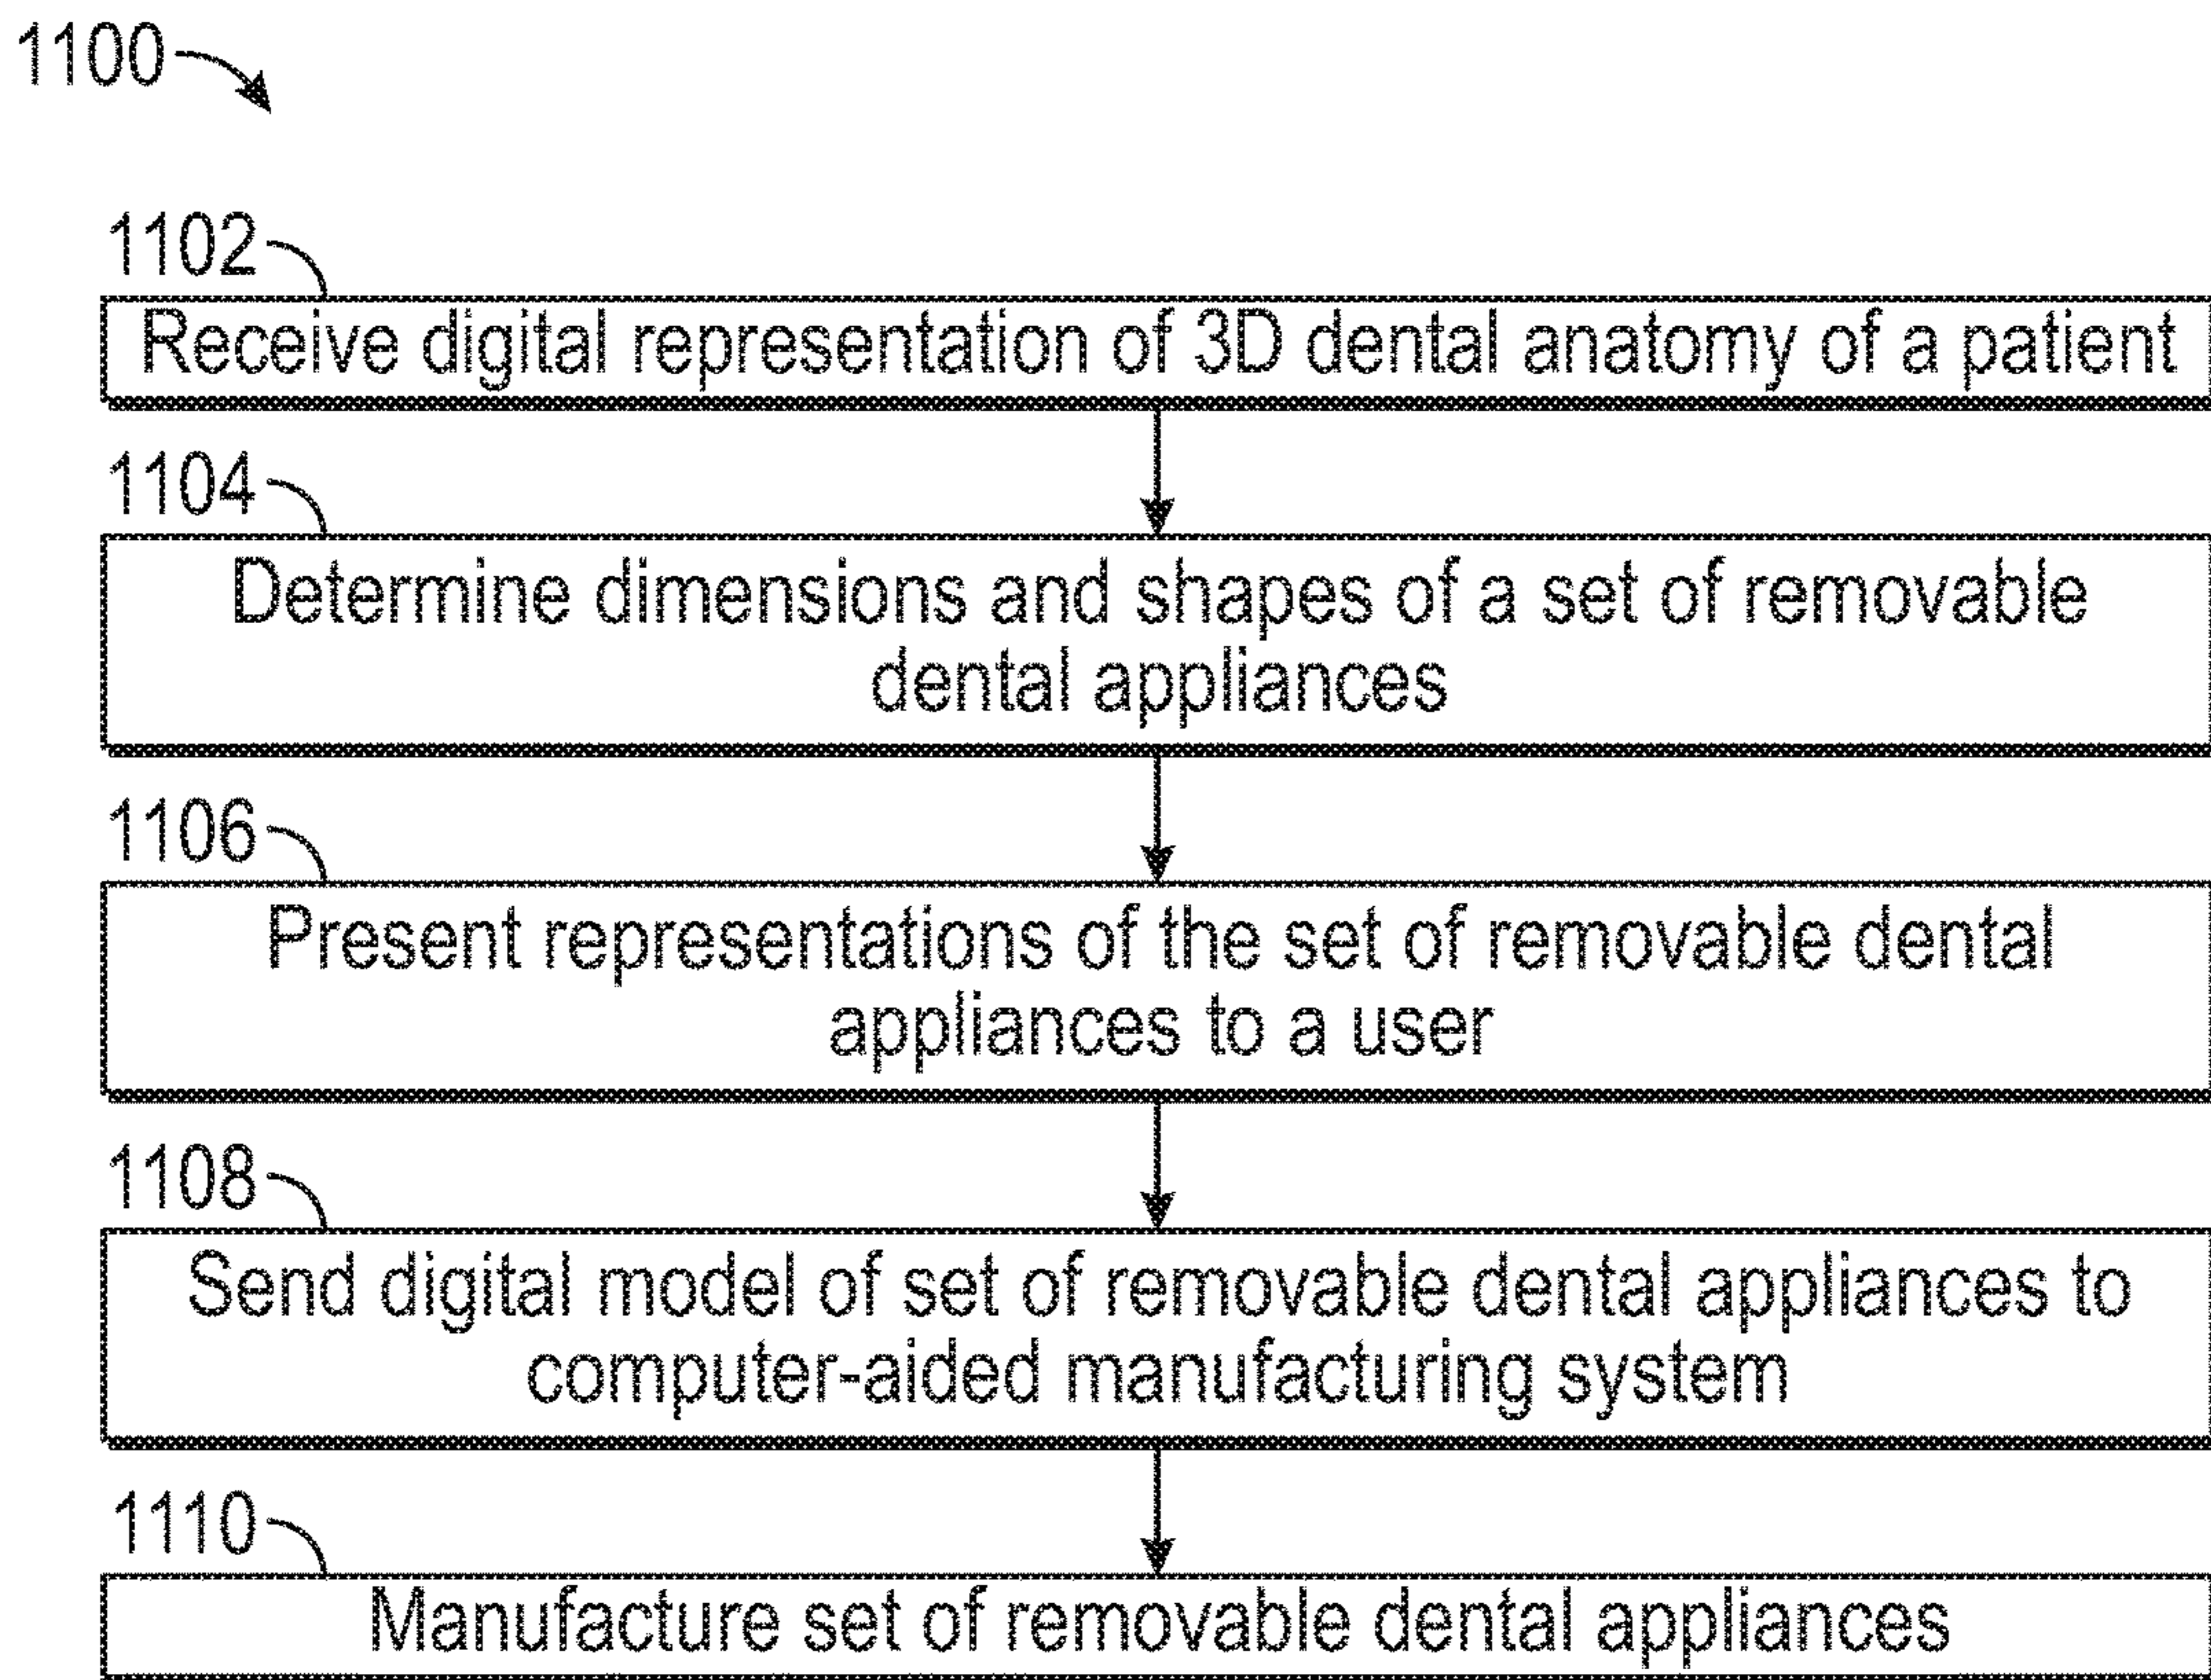 1100
1102
Receive digital representation of 3D dental anatomy of a patient
1104
Determine dimensions and shapes of a set of removable
dental appliances
1106
Present representations of the set of removable dental
appliances to a user
1108
Send digital model of set of removable dental appliances to
computer-aided manufacturing system
1110
Manufacture set of removable dental appliances